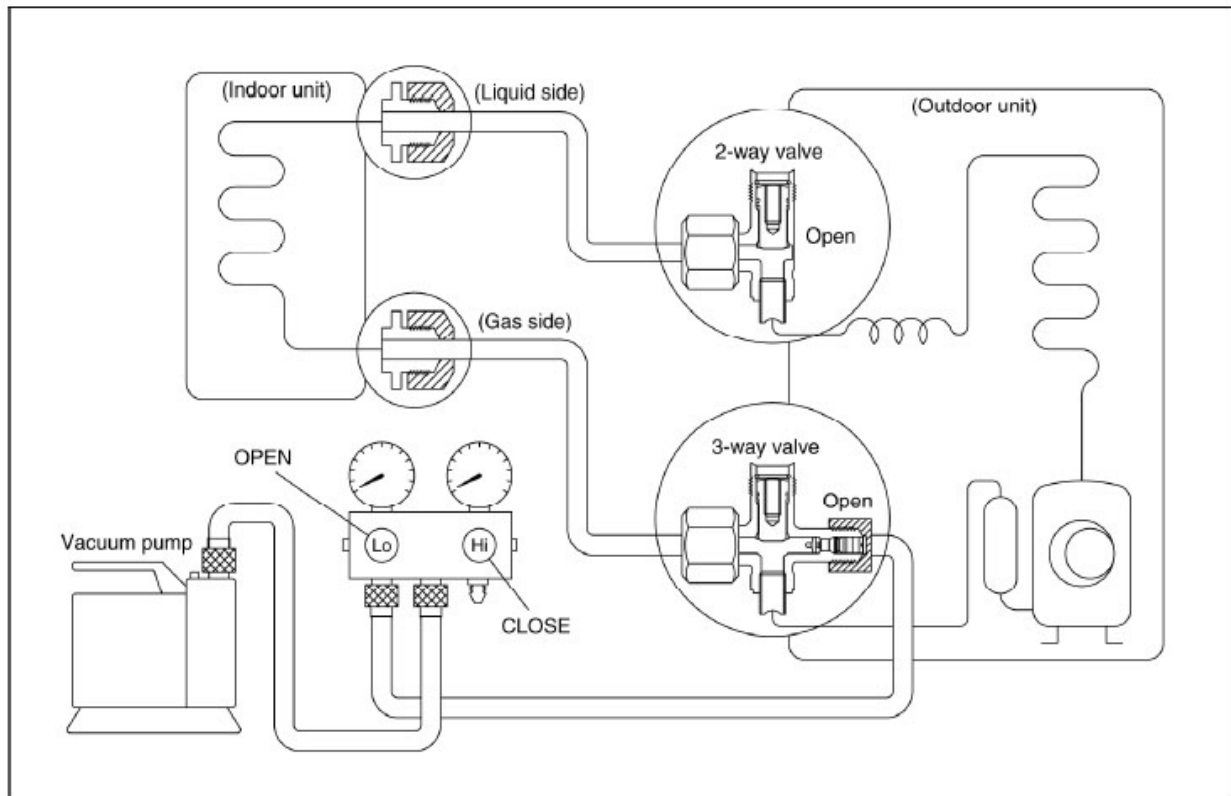 (Indoor unit)
(Liquid side)
(Outdoor unit)
2-way valve
Open
(Gas side)
3-way valve
Open
OPEN
Vacuum pump
Lo
Hi
CLOSE